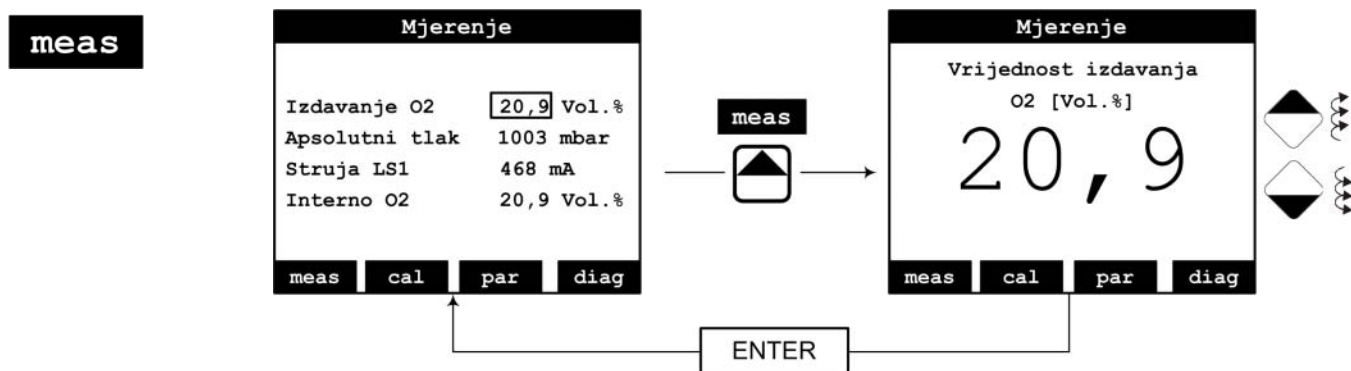 meas
Mjerenje
Izdavanje O2 20,9 Vol.%
Apsolutni tlak 1003 mbar
Struja LS1 468 mA
Interno O2 20,9 Vol.%
meas cal par diag
meas
Mjerenje
Vrijednost izdavanja
O2 [Vol.%]
20,9
meas cal par diag
ENTER